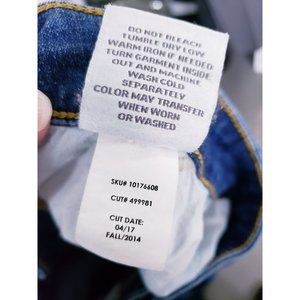 DO NOT BLEACH
TUMBLE DRY LOW
WARM IRON IF NEEDED
TURN GARMENT INSIDE
OUT AND MACHINE
WASH COLD
SEPARATELY
COLOR MAY TRANSFER
WHEN WORN
OR WASHED
SKU# 10176608
CUT# 499981
CUT DATE:
04/17
FALL/2014